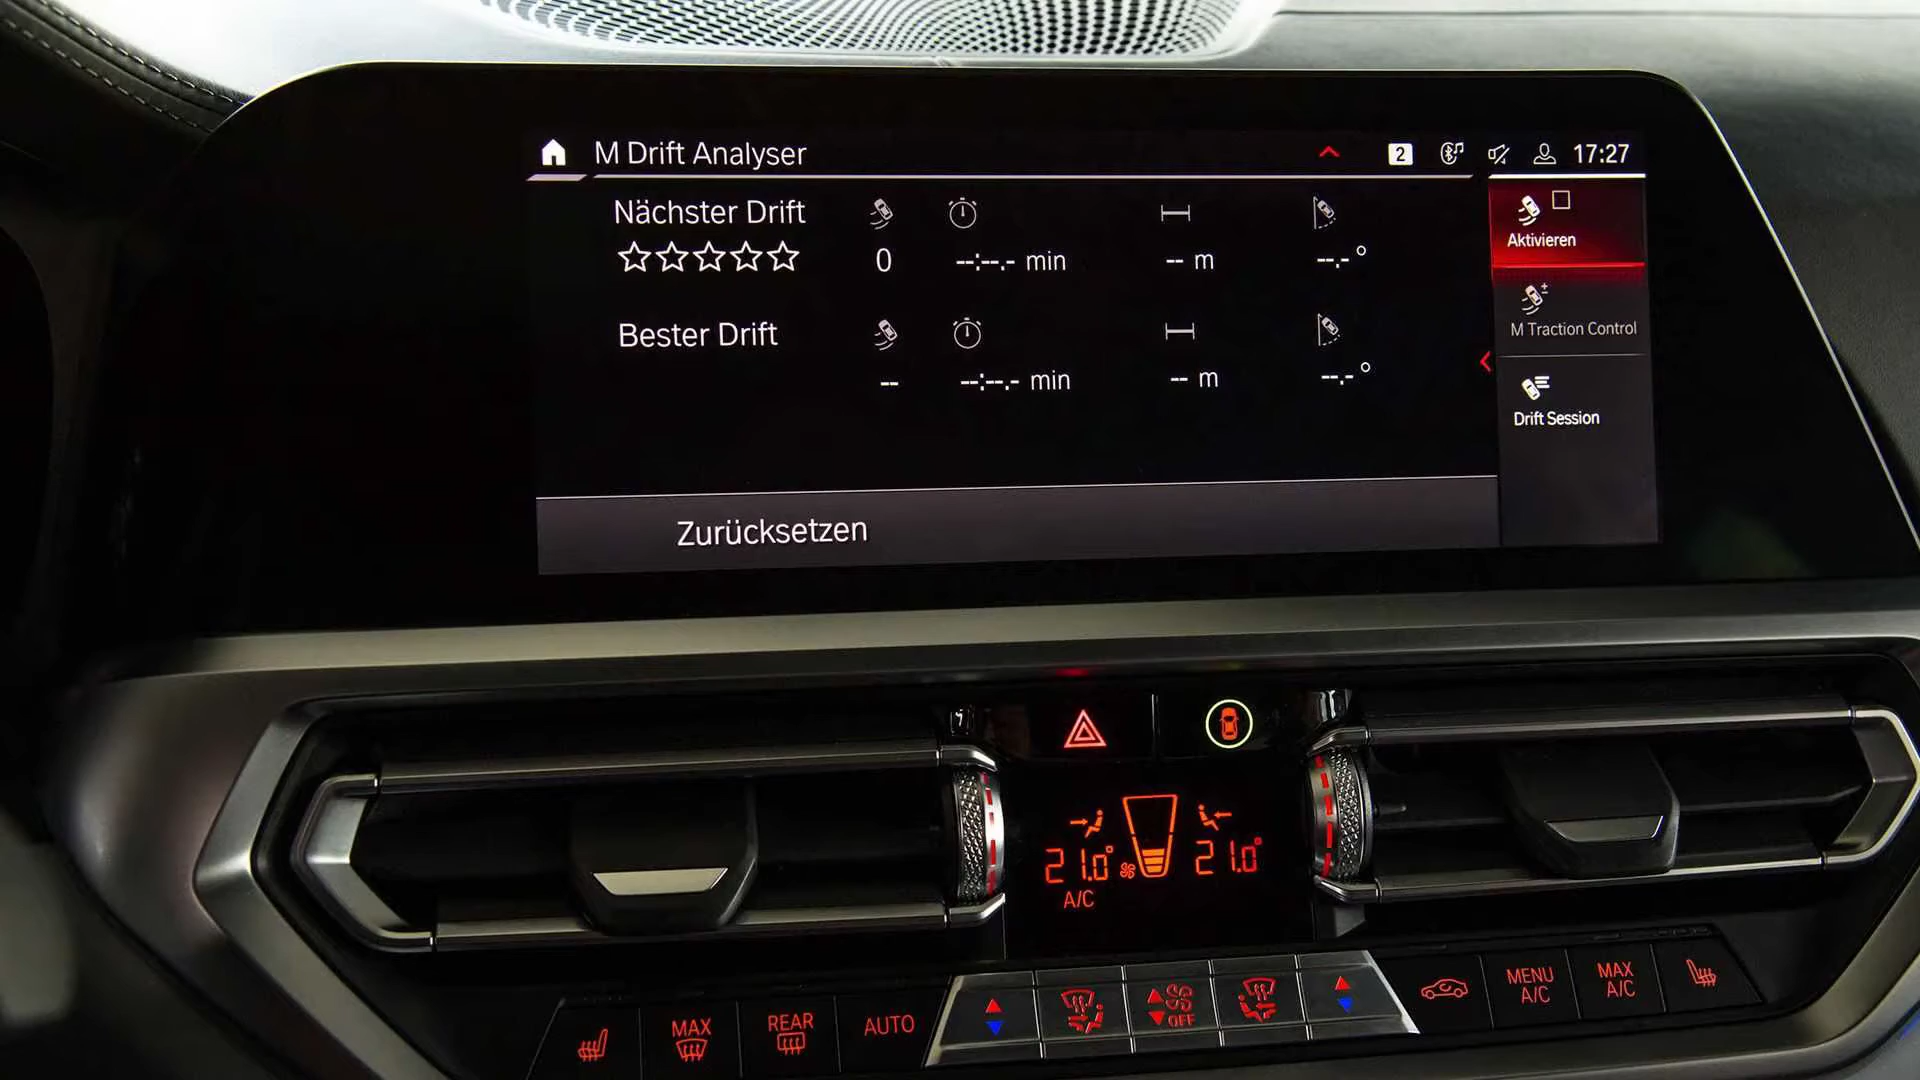 M Drift Analyser
2
17:27
Nächster Drift
0
--:--.- min
-- m
--.- °
Bester Drift
--
--:--.- min
-- m
--.- °
Zurücksetzen
Aktivieren
M Traction Control
Drift Session
21.0°
21.0°
A/C
MAX
REAR
AUTO
OFF
MENU
A/C
MAX
A/C